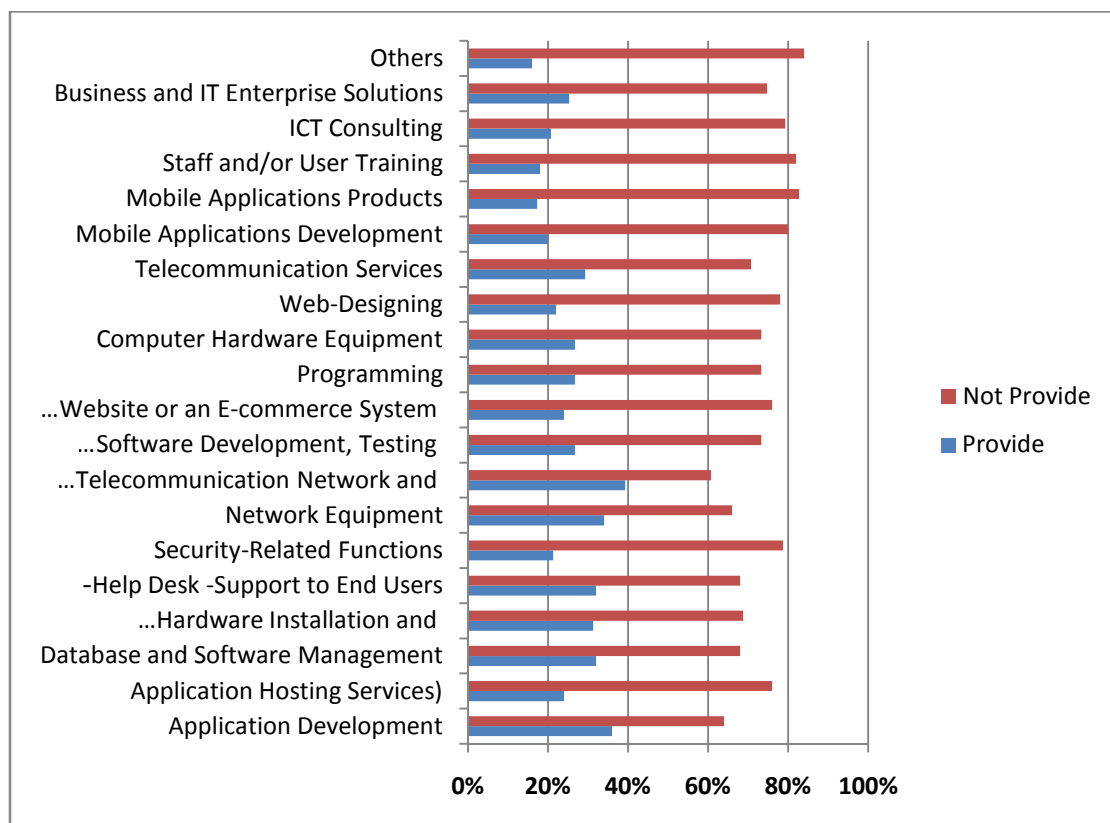 Others
Business and IT Enterprise Solutions
ICT Consulting
Staff and/or User Training
Mobile Applications Products
Mobile Applications Development
Telecommunication Services
Web-Designing
Computer Hardware Equipment
Programming
...Website or an E-commerce System
...Software Development, Testing
...Telecommunication Network and
Network Equipment
Security-Related Functions
-Help Desk -Support to End Users
...Hardware Installation and
Database and Software Management
Application Hosting Services)
Application Development
0% 20% 40% 60% 80% 100%
Not Provide
Provide